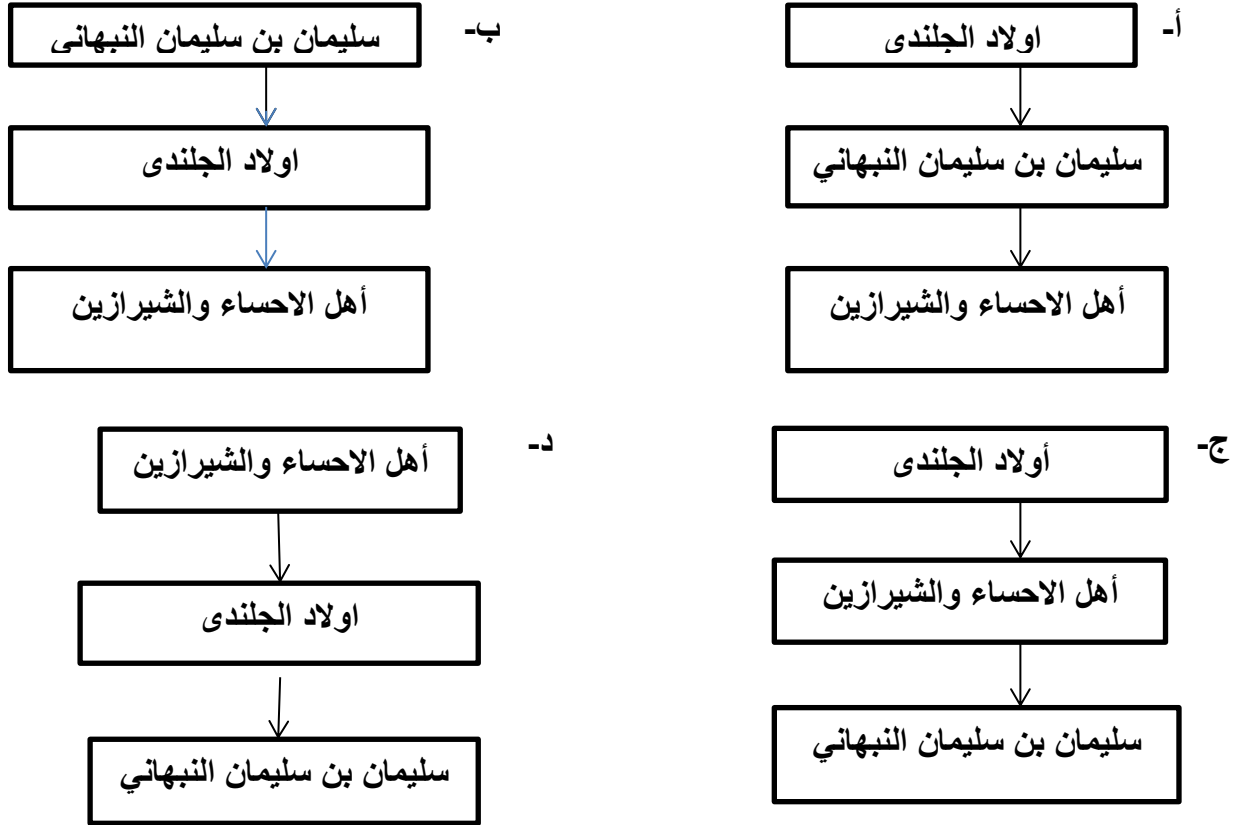 أ-
اولاد الجلندى
سليمان بن سليمان النبهاني
أهل الاحساء والشيرازين
ب-
سليمان بن سليمان النبهاني
اولاد الجلندى
أهل الاحساء والشيرازين
ج-
أولاد الجلندى
أهل الاحساء والشيرازين
سليمان بن سليمان النبهاني
د-
أهل الاحساء والشيرازين
اولاد الجلندى
سليمان بن سليمان النبهاني